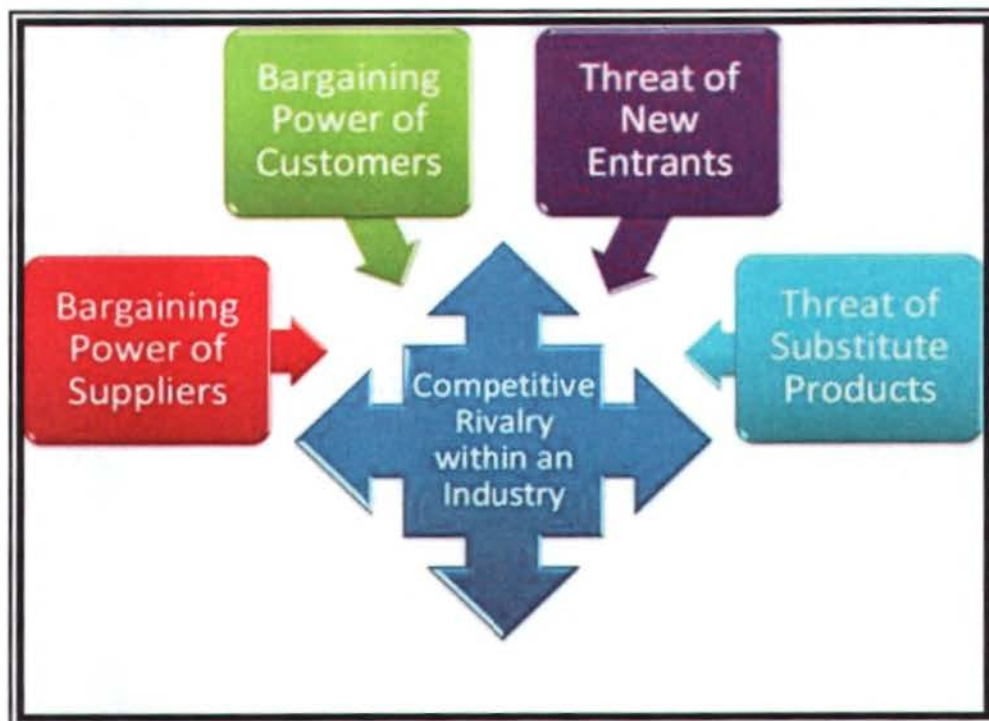 Bargaining
Power of
Customers
Threat of
New
Entrants
Bargaining
Power of
Suppliers
Threat of
Substitute
Products
Competitive
Rivalry
within an
Industry